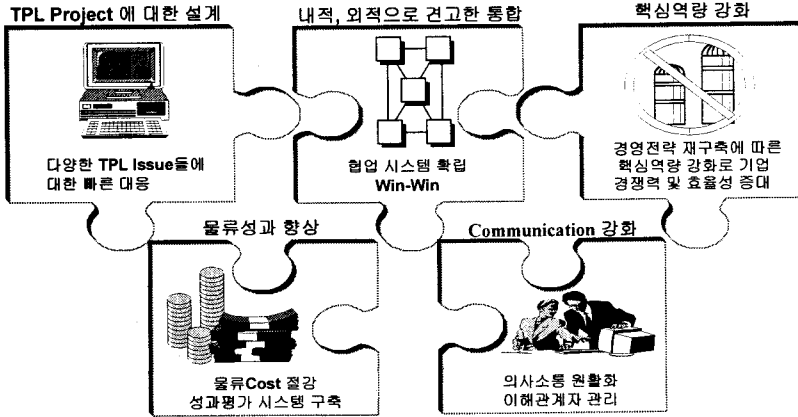 TPL Project 에 대한 설계
내적, 외적으로 견고한 통합
핵심역량 강화
다양한 TPL Issue들에
대한 빠른 대응
협업 시스템 확립
Win-Win
경영전략 재구축에 따른
핵심역량 강화로 기업
경쟁력 및 효율성 증대
물류성과 향상
Communication 강화
물류Cost 절강
성과평가 시스템 구축
의사소통 원활화
이해관계자 관리